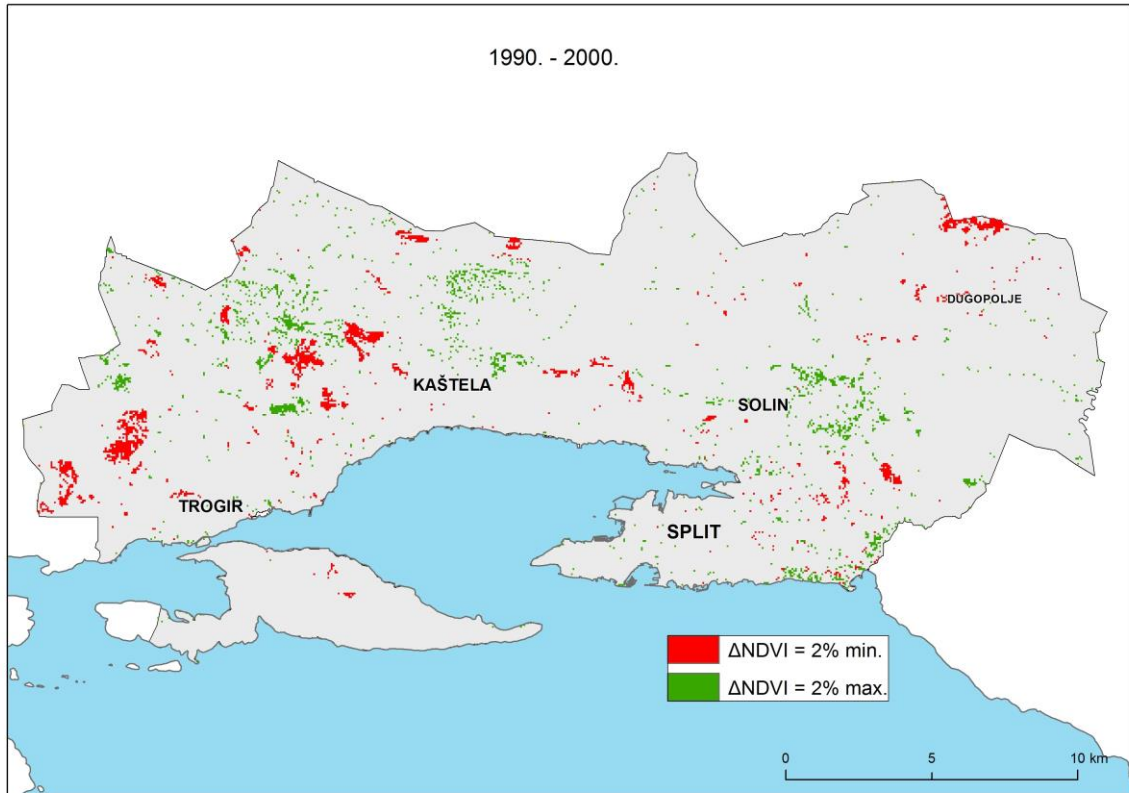 1990. - 2000.
DUGOPOLJE
KAŠTELA
SOLIN
TROGIR
SPLIT
ΔNDVI = 2% min.
ΔNDVI = 2% max.
0 5 10 km